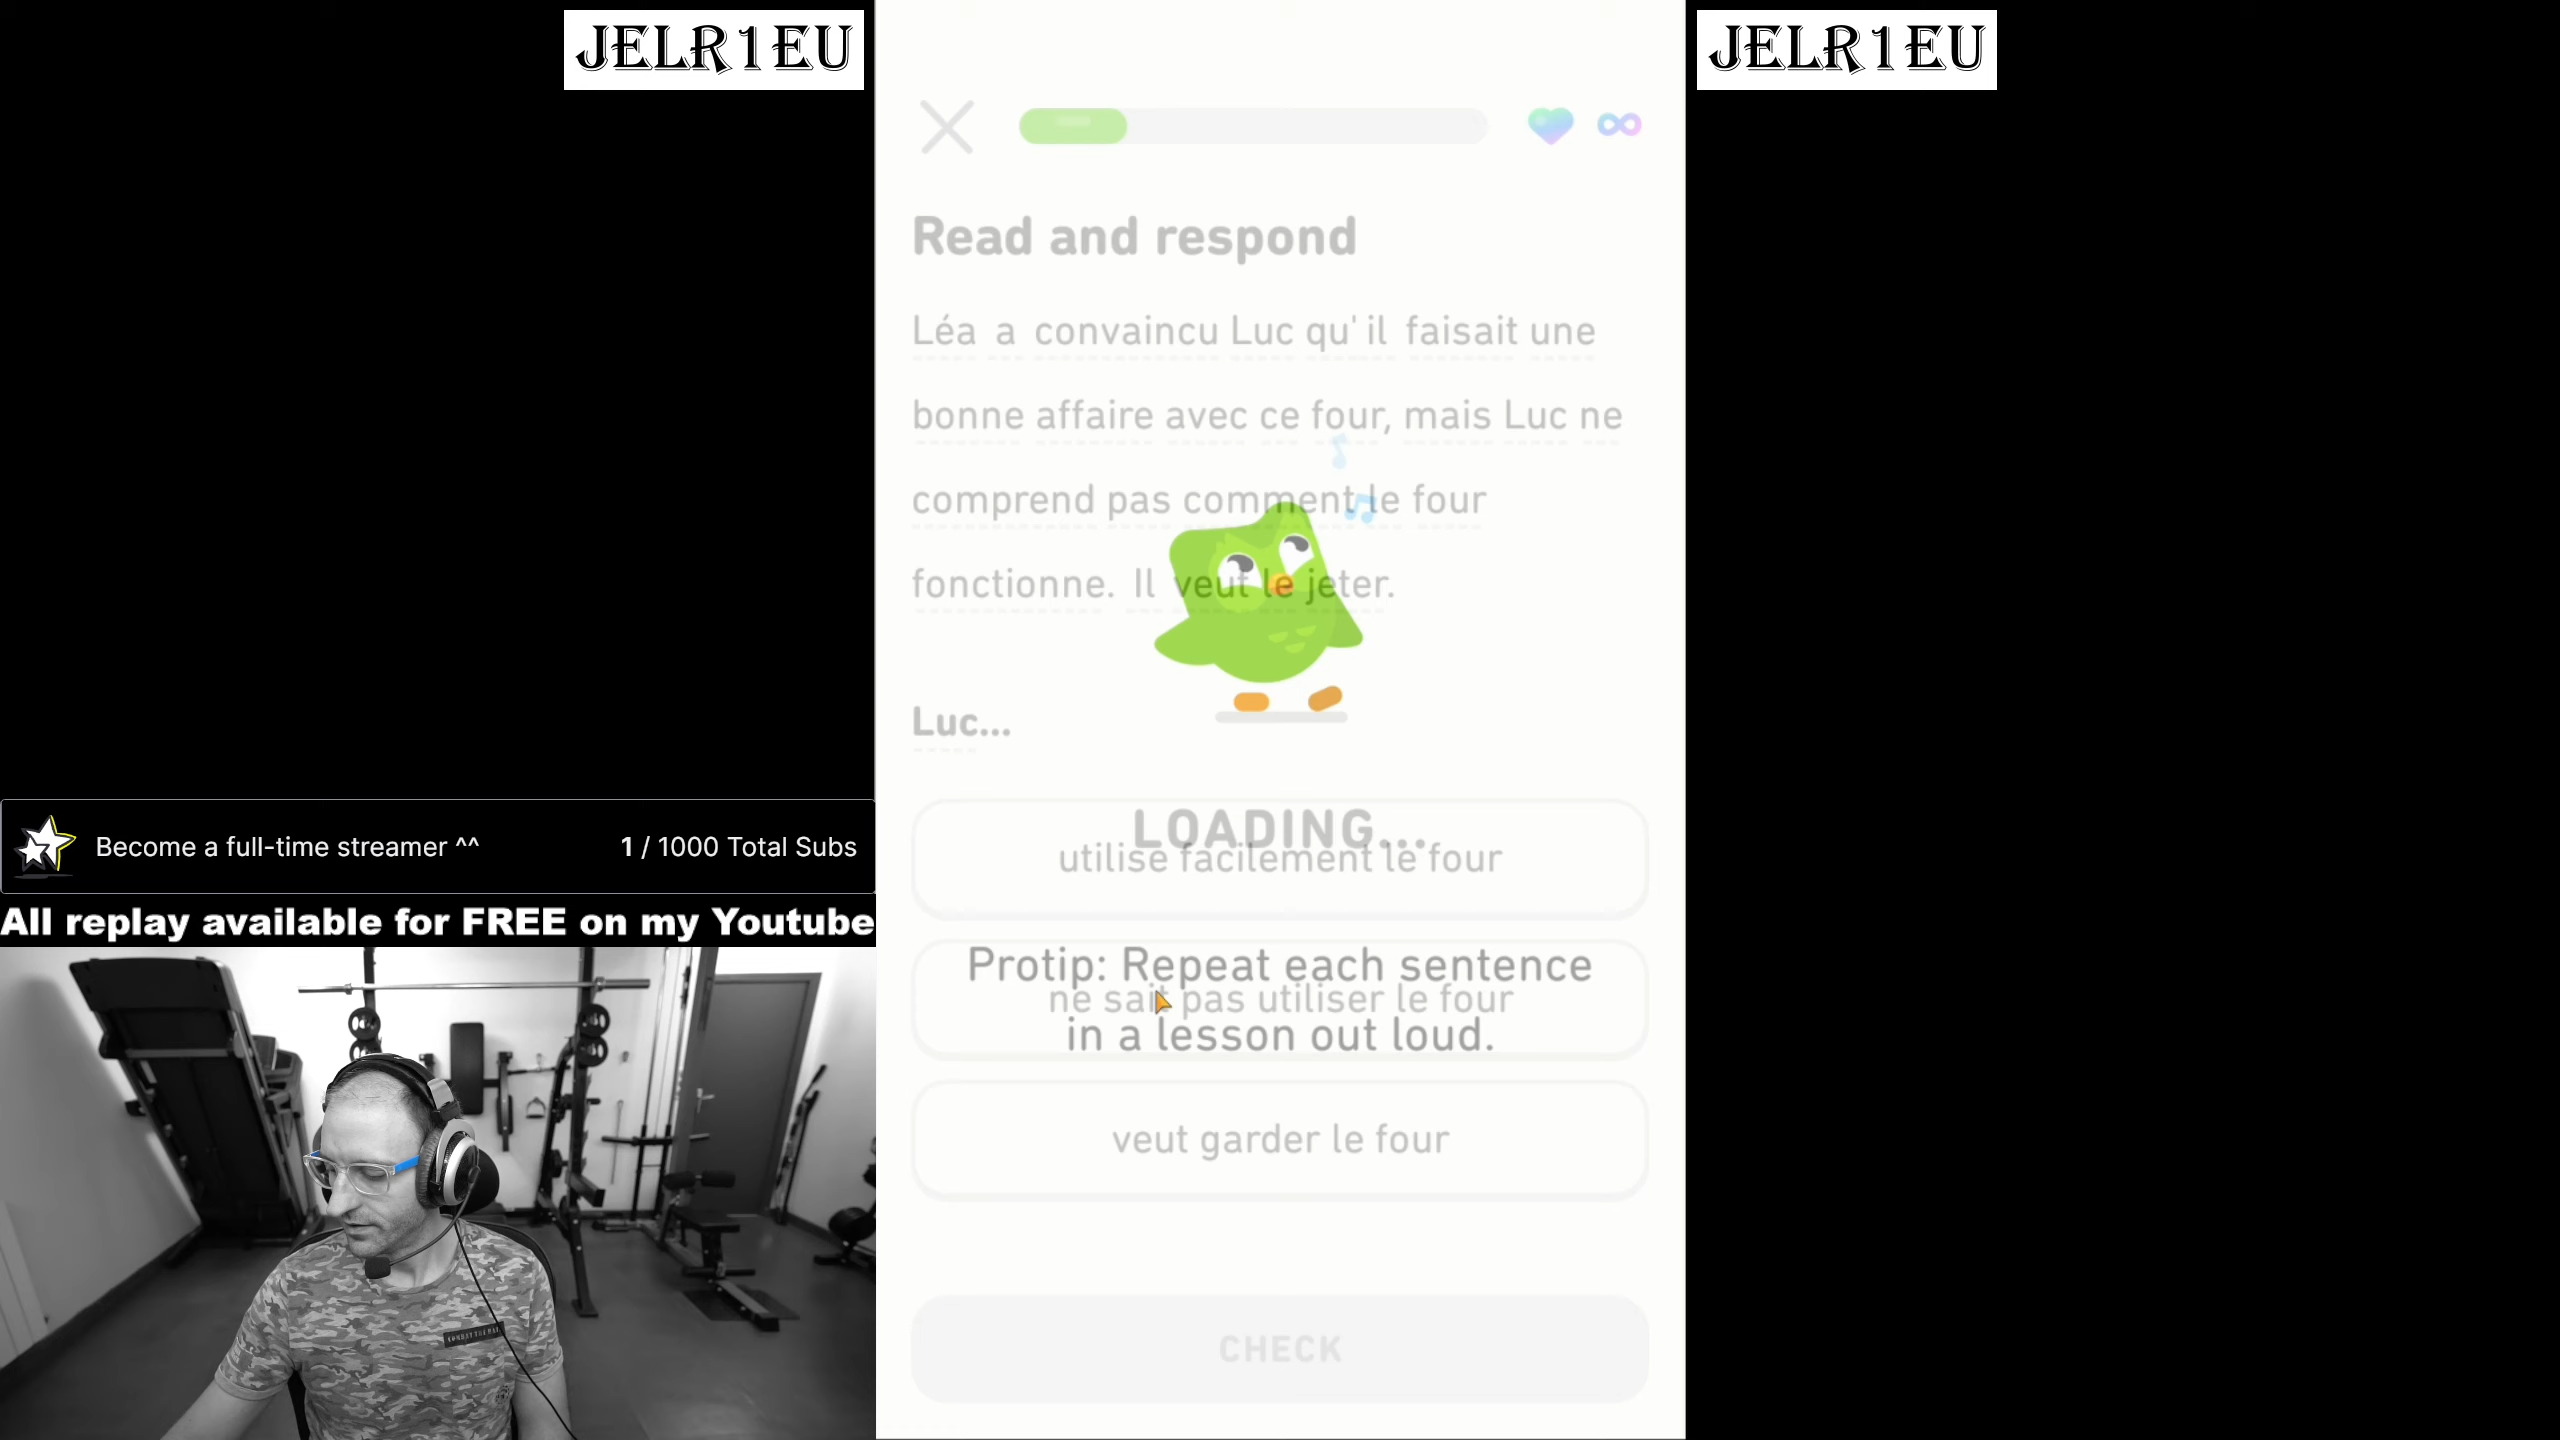 JELR1EU
JELR1EU
Read and respond
Léa a convaincu Luc qu'il faisait une
bonne affaire avec ce four, mais Luc ne
comprend pas comment le four
fonctionne. Il veut le jeter.
Luc...
LOADING...
utilise facilement le four
Protip: Repeat each sentence
ne sait pas utiliser le four
in a lesson out loud.
veut garder le four
CHECK
Become a full-time streamer ^^
1 / 1000 Total Subs
All replay available for FREE on my Youtube